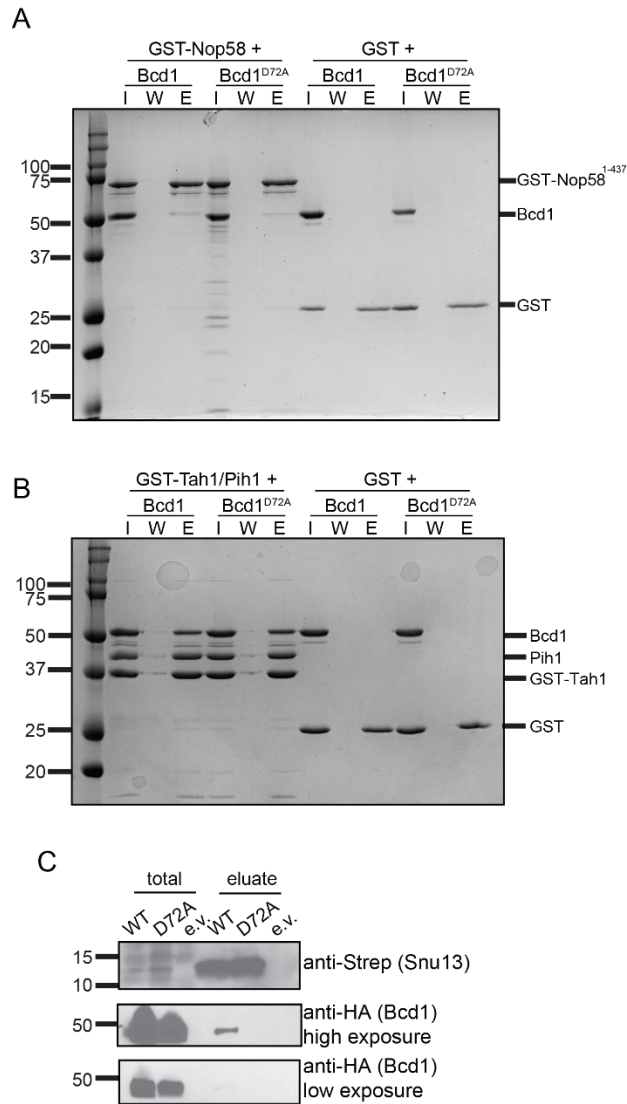 A
GST-Nop58 + GST +
Bcd1 Bcd1D72A Bcd1 Bcd1D72A
I W E I W E I W E I W E
100
75
50
37
25
20
15
GST-Nop581-437
Bcd1
GST
B
GST-Tah1/Pih1 + GST +
Bcd1 Bcd1D72A Bcd1 Bcd1D72A
I W E I W E I W E I W E
100
75
50
37
25
20
Bcd1
Pih1
GST-Tah1
GST
C
total eluate
WT D72A e.v. WT D72A e.v.
15
10
anti-Strep (Snu13)
50
anti-HA (Bcd1)
high exposure
50
anti-HA (Bcd1)
low exposure